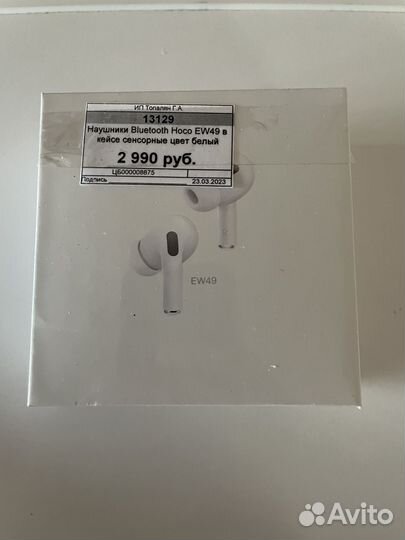 ИП Топалян Г.А.
13129
Наушники Bluetooth Hoco EW49 в
кейсе сенсорные цвет белый
2 990 руб.
ЦБ000008875
Подпись 23.03.2023
EW49
Avito